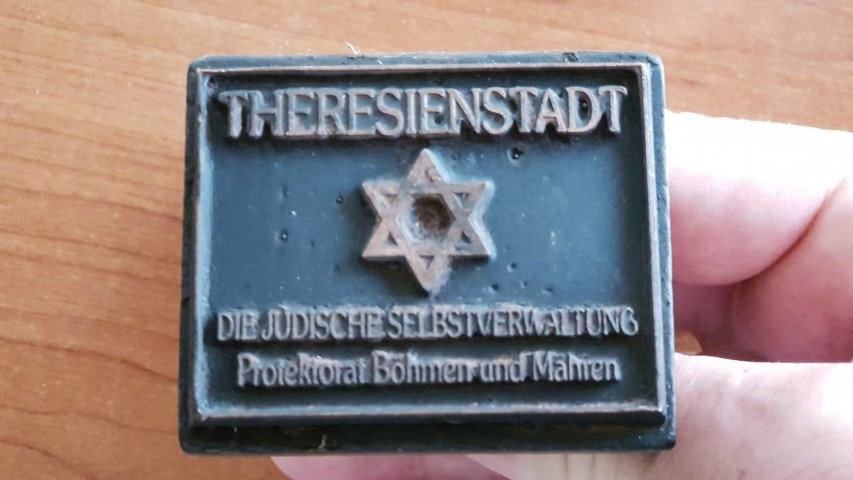 THERESIENSTADT
DIE JÜDISCHE SELBSTVERWALTUNG
Protektorat Böhmen und Mähren